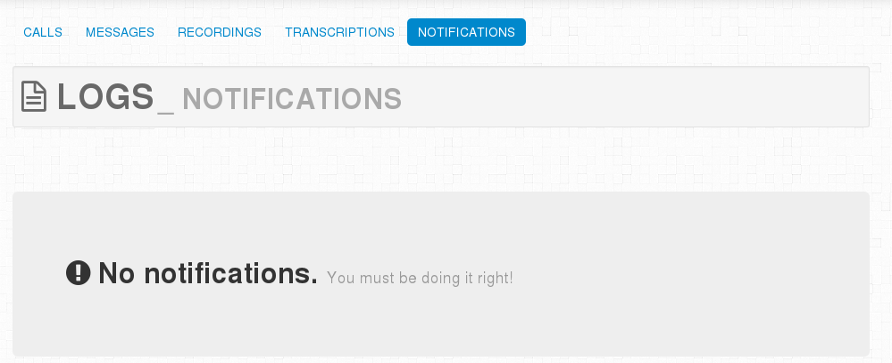 CALLS MESSAGES RECORDINGS TRANSCRIPTIONS NOTIFICATIONS
LOGS_ NOTIFICATIONS
No notifications. You must be doing it right!